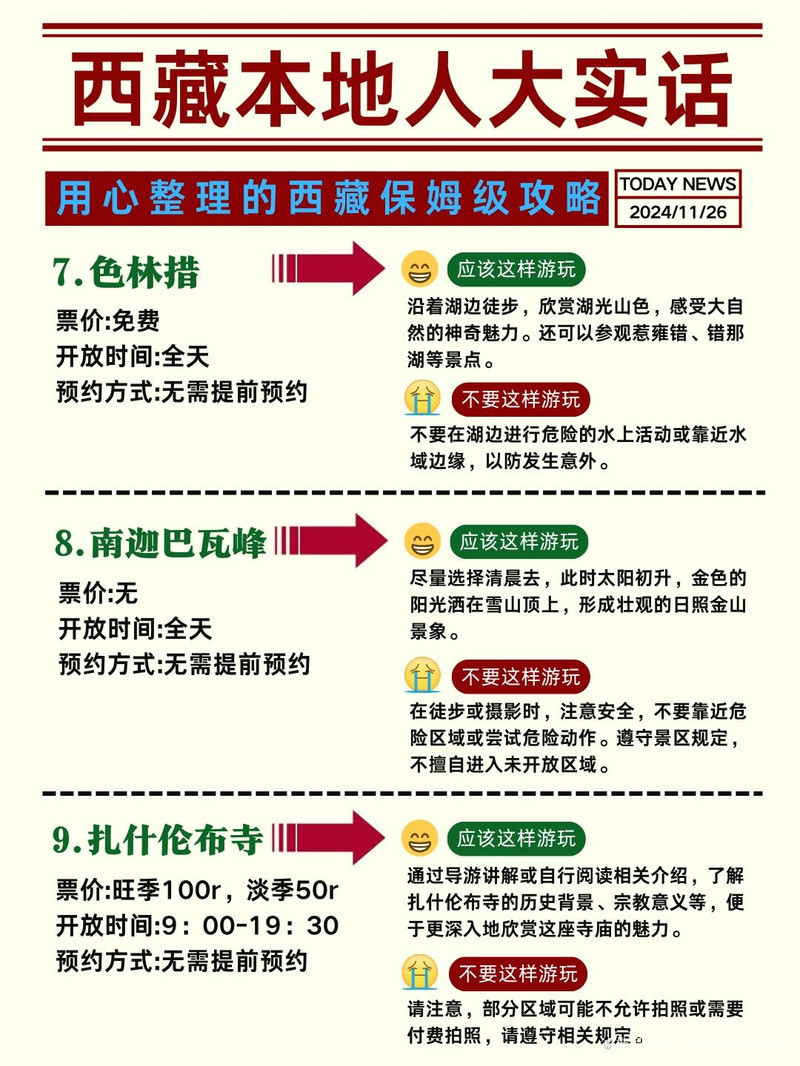 西藏本地人大实话
用心整理的西藏保姆级攻略
TODAY NEWS
2024/11/26
7.色林措
票价:免费
开放时间:全天
预约方式:无需提前预约
应该这样游玩
沿着湖边徒步，欣赏湖光山色，感受大自
然的神奇魅力。还可以参观惹雍错、错那
湖等景点。
不要这样游玩
不要在湖边进行危险的水上活动或靠近水
域边缘，以防发生意外。
8.南迦巴瓦峰
票价:无
开放时间:全天
预约方式:无需提前预约
应该这样游玩
尽量选择清晨去，此时太阳初升，金色的
阳光洒在雪山顶上，形成壮观的日照金山
景象。
不要这样游玩
在徒步或摄影时，注意安全，不要靠近危
险区域或尝试危险动作。遵守景区规定，
不擅自进入未开放区域。
9.扎什伦布寺
票价:旺季100r，淡季50r
开放时间:9：00-19：30
预约方式:无需提前预约
应该这样游玩
通过导游讲解或自行阅读相关介绍，了解
扎什伦布寺的历史背景、宗教意义等，便
于更深入地欣赏这座寺庙的魅力。
不要这样游玩
请注意，部分区域可能不允许拍照或需要
付费拍照，请遵守相关规定。